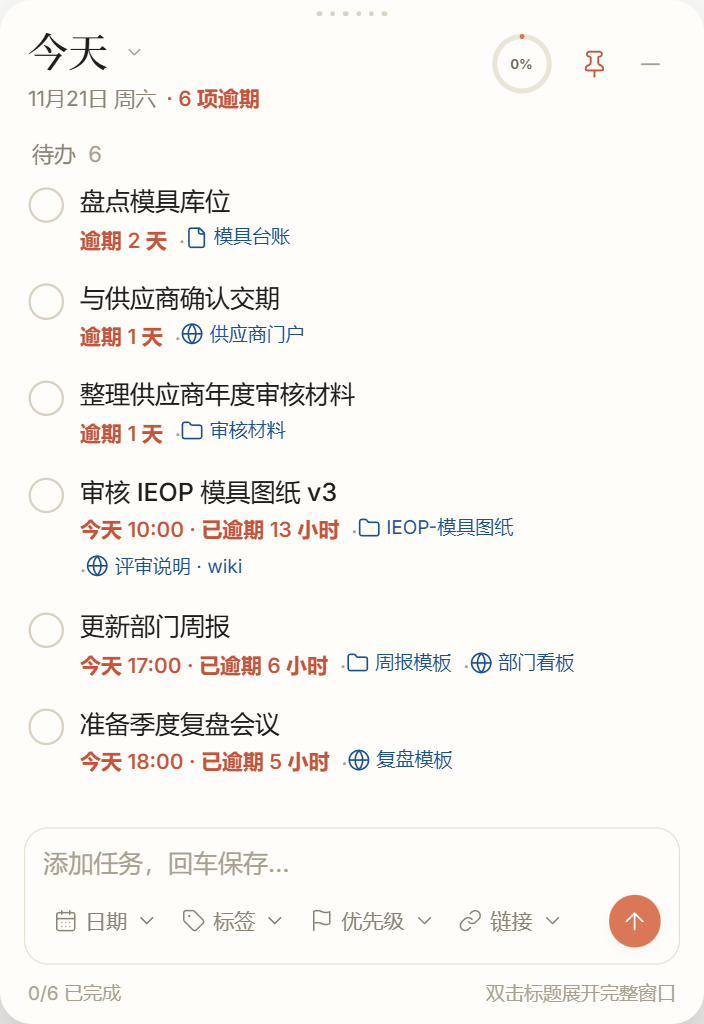 今天
0%
11月21日 周六 · 6 项逾期
待办 6
盘点模具库位
逾期 2 天 · 模具台账
与供应商确认交期
逾期 1 天 · 供应商门户
整理供应商年度审核材料
逾期 1 天 · 审核材料
审核 IEOP 模具图纸 v3
今天 10:00 · 已逾期 13 小时 · IEOP-模具图纸
· 评审说明 · wiki
更新部门周报
今天 17:00 · 已逾期 6 小时 · 周报模板 · 部门看板
准备季度复盘会议
今天 18:00 · 已逾期 5 小时 · 复盘模板
添加任务，回车保存...
日期 标签 优先级 链接
0/6 已完成 双击标题展开完整窗口